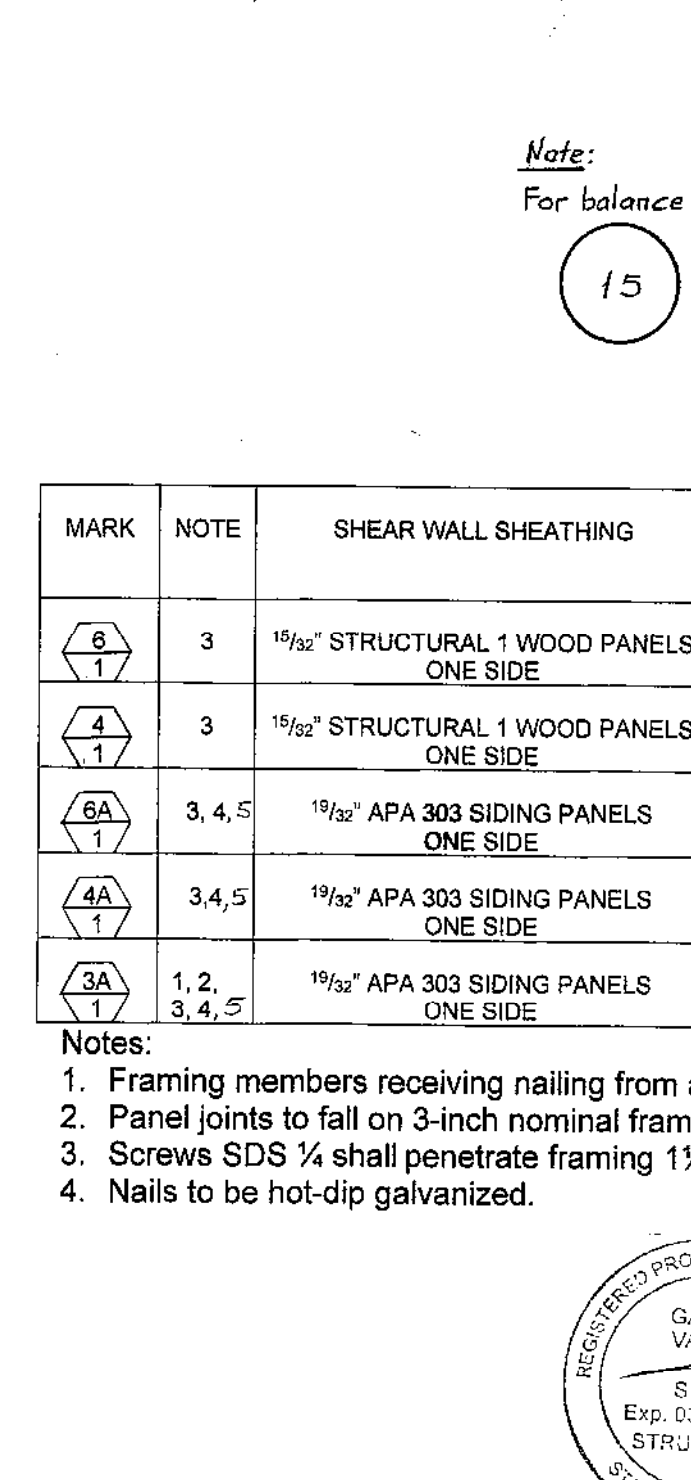 Note:
For balance
15
MARK NOTE SHEAR WALL SHEATHING
6
1
3
15/32" STRUCTURAL 1 WOOD PANELS
ONE SIDE
4
1
3
15/32" STRUCTURAL 1 WOOD PANELS
ONE SIDE
6A
1
3, 4, 5
19/32" APA 303 SIDING PANELS
ONE SIDE
4A
1
3,4,5
19/32" APA 303 SIDING PANELS
ONE SIDE
3A
1
1, 2,
3, 4, 5
19/32" APA 303 SIDING PANELS
ONE SIDE
Notes:
1. Framing members receiving nailing from
2. Panel joints to fall on 3-inch nominal
3. Screws SDS ¼ shall penetrate framing
4. Nails to be hot-dip galvanized.
REGISTERED
Exp.